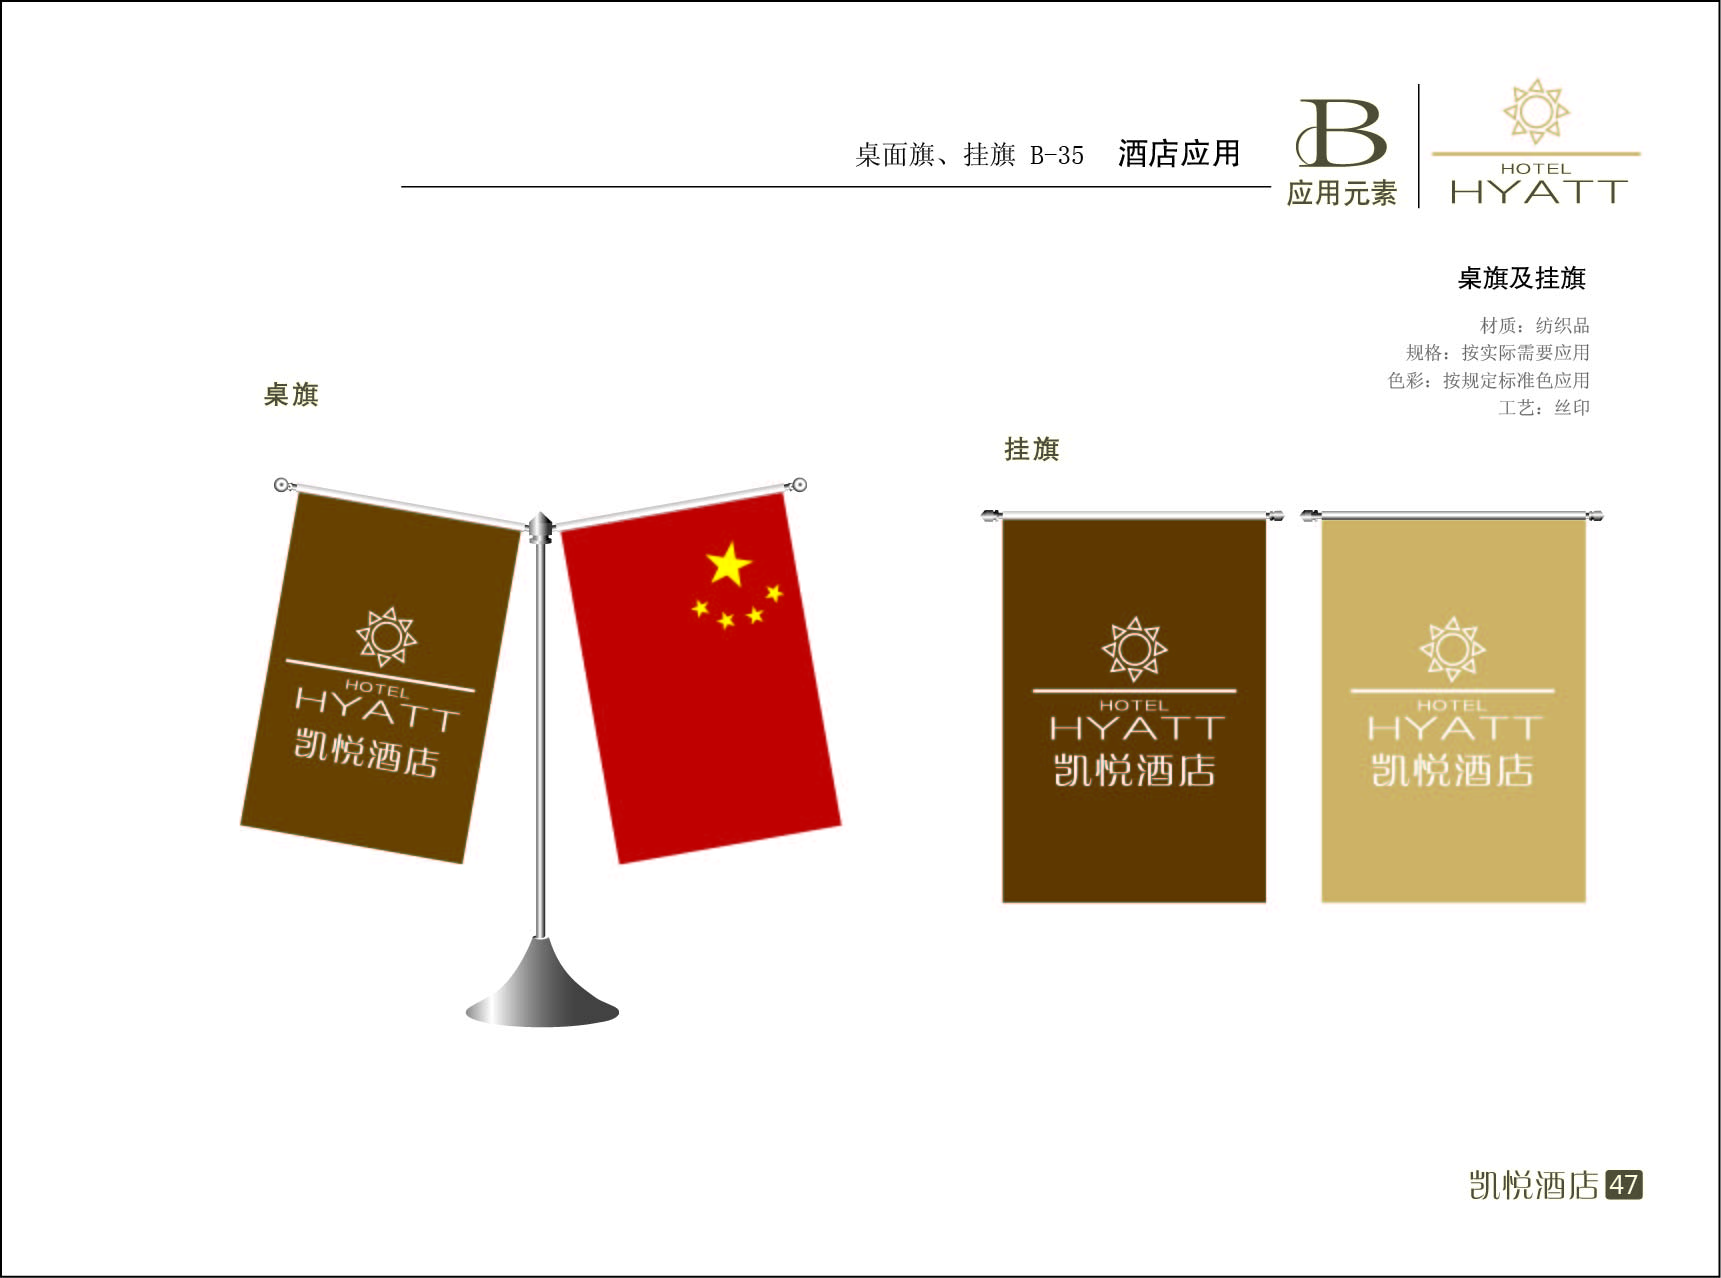 桌面旗、挂旗 B-35 酒店应用
B
应用元素
HOTEL
HYATT
桌旗及挂旗
材质：纺织品
规格：按实际需要应用
色彩：按规定标准色应用
工艺：丝印
桌旗
挂旗
HOTEL
HYATT
凯悦酒店
HOTEL
HYATT
凯悦酒店
HOTEL
HYATT
凯悦酒店
凯悦酒店 47